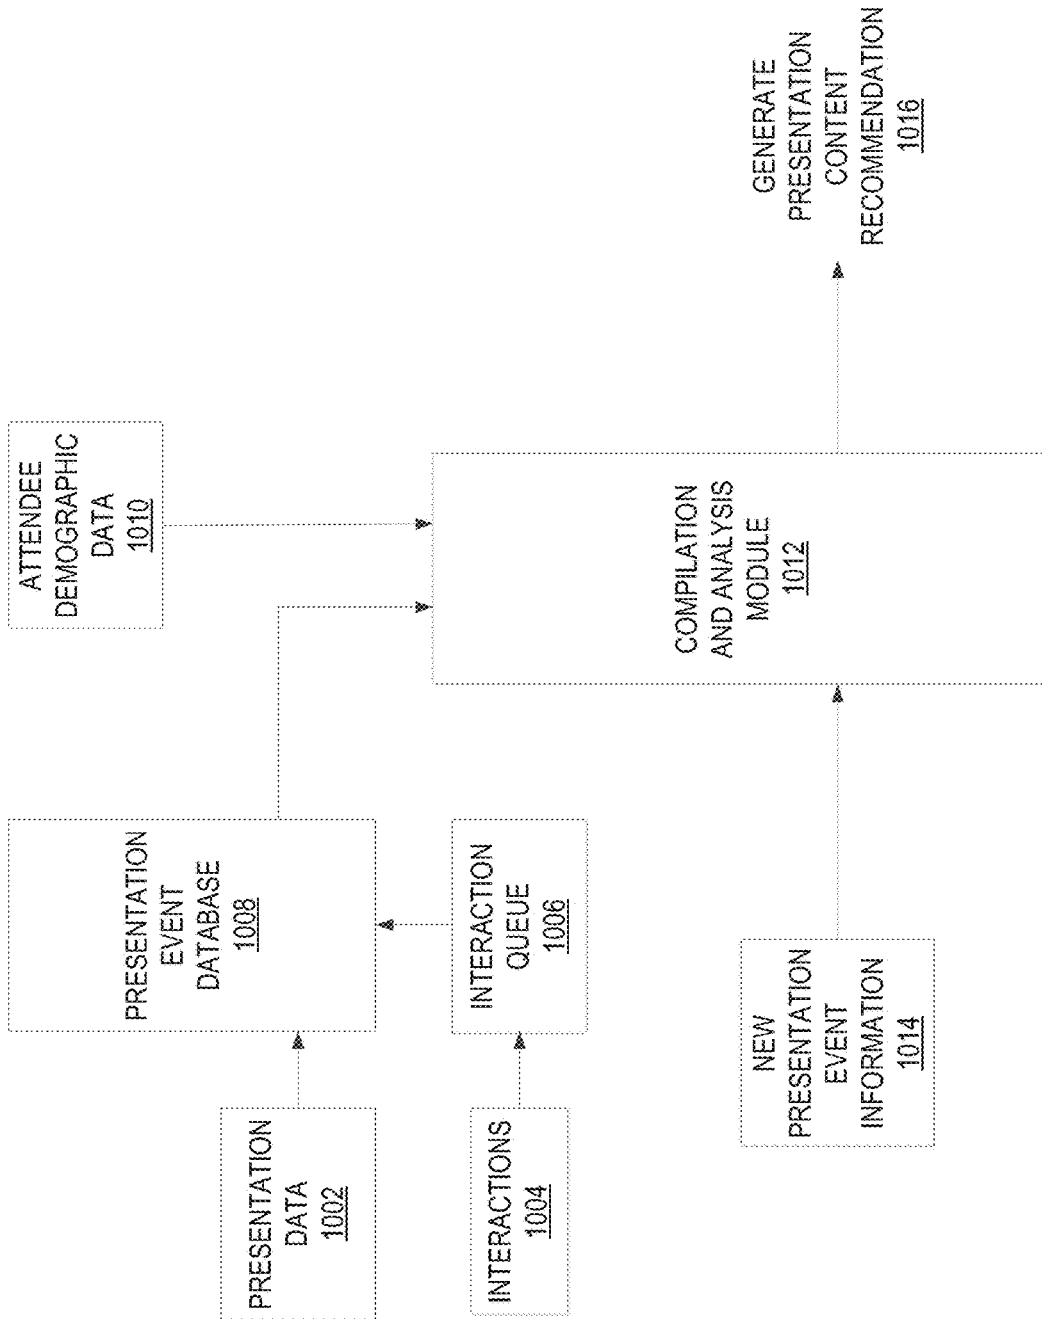 PRESENTATION
DATA
1002
INTERACTIONS
1004
PRESENTATION
EVENT
DATABASE
1008
INTERACTION
QUEUE
1006
NEW
PRESENTATION
EVENT
INFORMATION
1014
ATTENDEE
DEMOGRAPHIC
DATA
1010
COMPILATION
AND ANALYSIS
MODULE
1012
GENERATE
PRESENTATION
CONTENT
RECOMMENDATION
1016